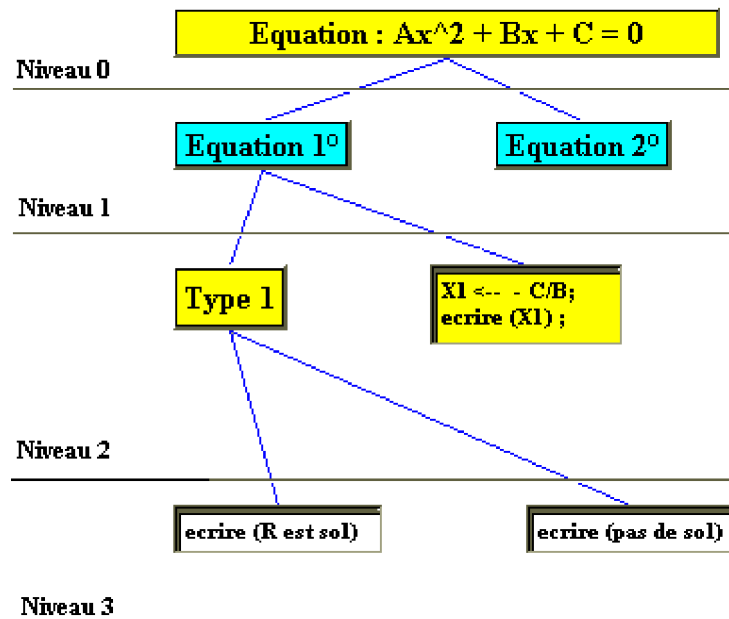 Equation : Ax^2 + Bx + C = 0
Niveau 0
Equation 1°
Equation 2°
Niveau 1
Type 1
X1 <-- - C/B;
ecrire (X1) ;
Niveau 2
ecrire (R est sol)
ecrire (pas de sol)
Niveau 3